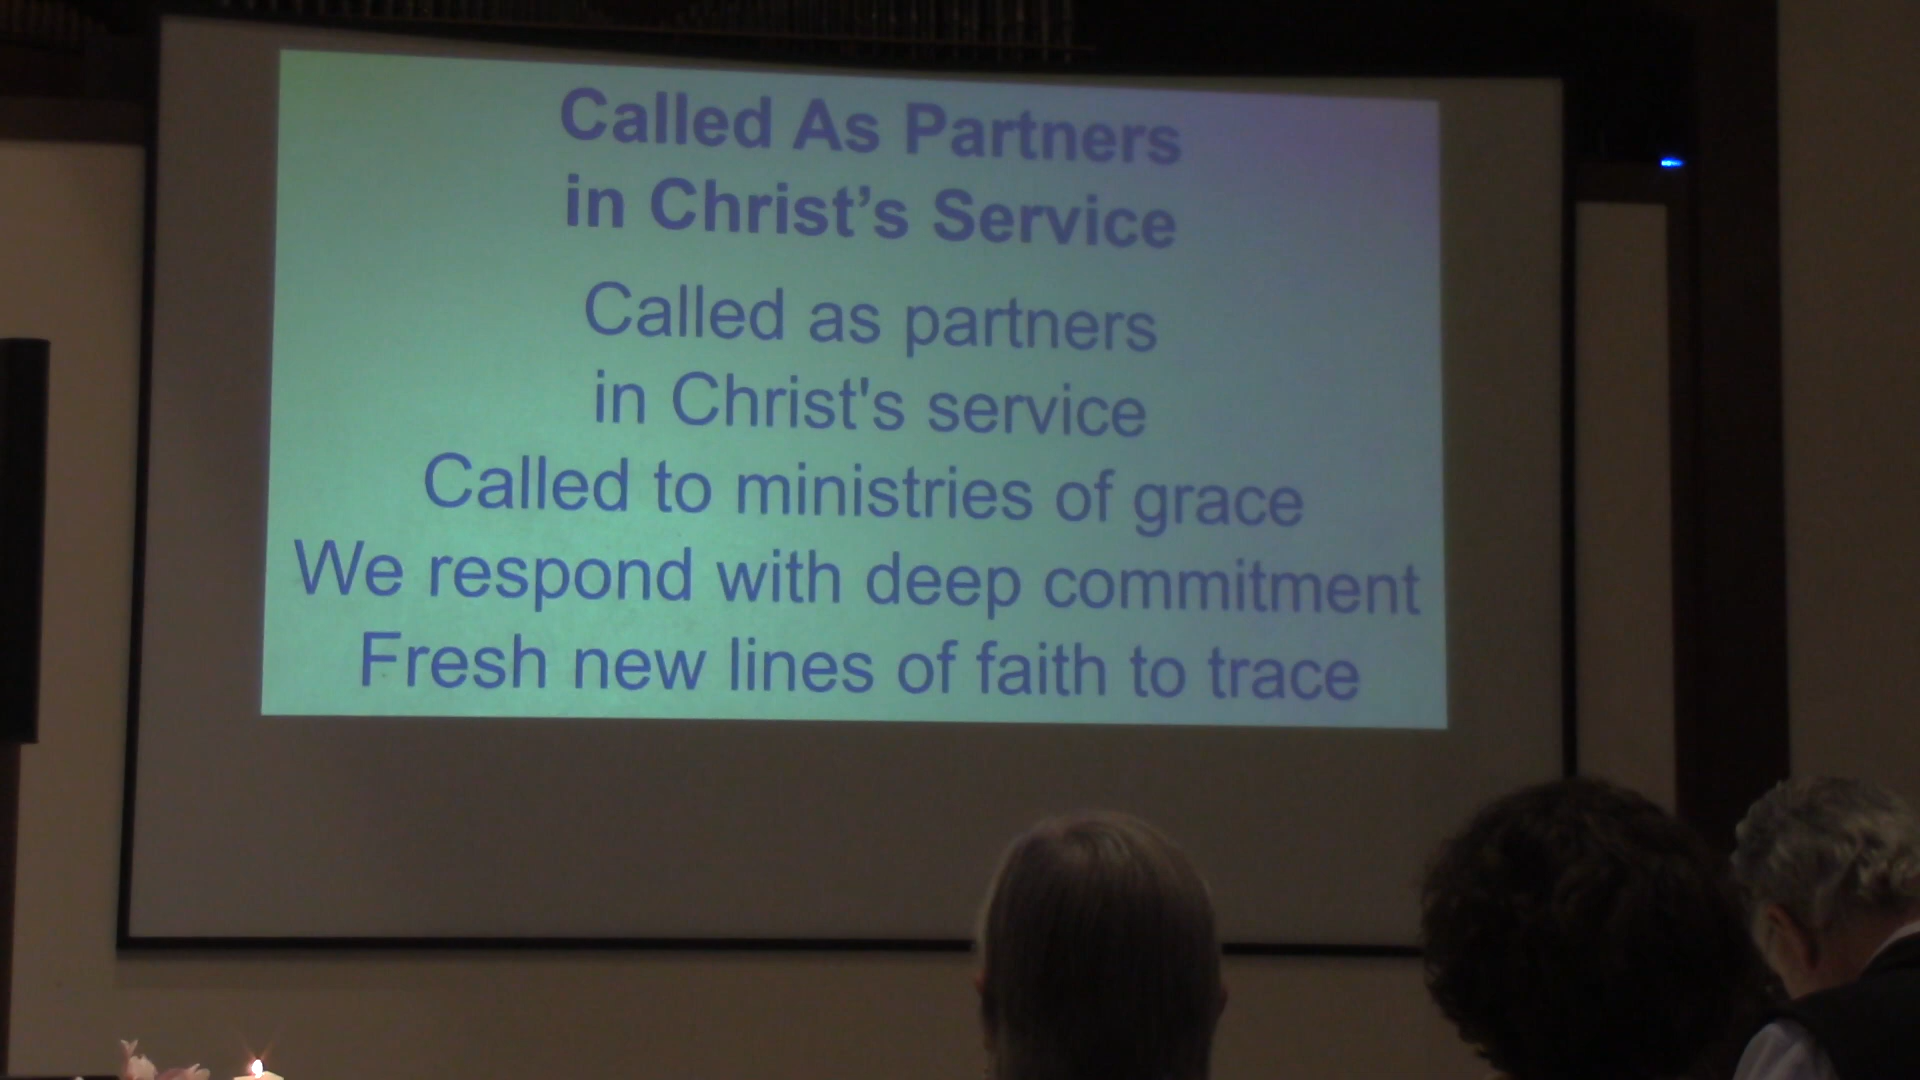 Called As Partners
in Christ’s Service
Called as partners
in Christ's service
Called to ministries of grace
We respond with deep commitment
Fresh new lines of faith to trace